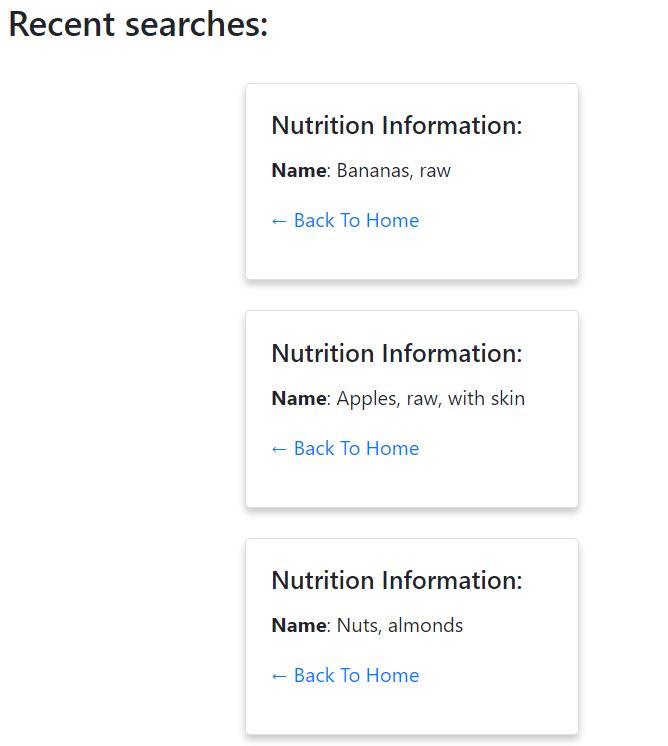 Recent searches:
Nutrition Information:
Name: Bananas, raw
← Back To Home
Nutrition Information:
Name: Apples, raw, with skin
← Back To Home
Nutrition Information:
Name: Nuts, almonds
← Back To Home